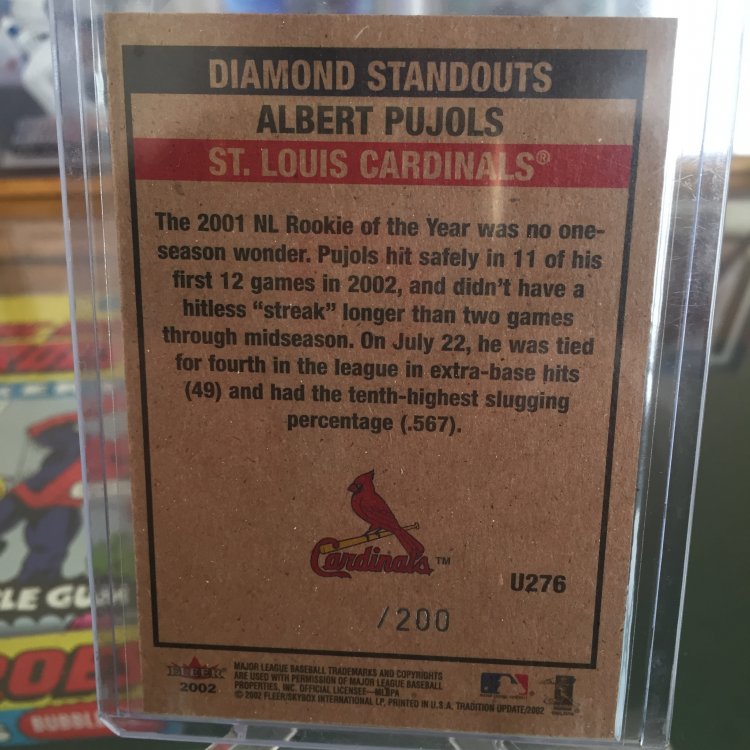 DIAMOND STANDOUTS
ALBERT PUJOLS
ST. LOUIS CARDINALS®
The 2001 NL Rookie of the Year was no one-
season wonder. Pujols hit safely in 11 of his
first 12 games in 2002, and didn't have a
hitless "streak" longer than two games
through midseason. On July 22, he was tied
for fourth in the league in extra-base hits
(49) and had the tenth-highest slugging
percentage (.567).
Cardinals ™
U276
/200
FLEER
2002
MAJOR LEAGUE BASEBALL TRADEMARKS AND COPYRIGHTS
ARE USED WITH PERMISSION OF MAJOR LEAGUE BASEBALL
PROPERTIES, INC. OFFICIAL LICENSEE—MLBPA
© 2002 FLEER/SKYBOX INTERNATIONAL LP, PRINTED IN U.S.A. TRADITION UPDATE/2002
LE GUM
BUBBLE